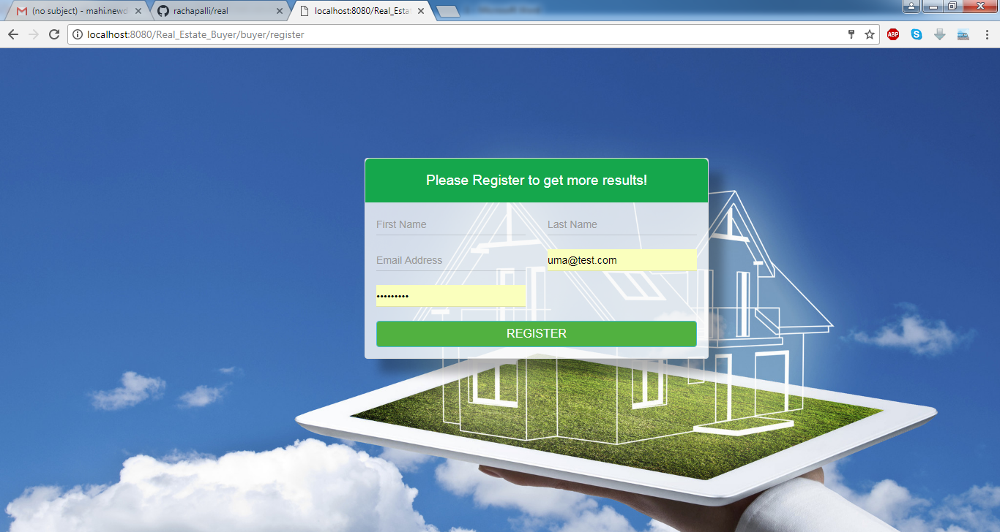 (no subject) - mahi.newd
rachapalli/real
localhost:8080/Real_Esta
localhost:8080/Real_Estate_Buyer/buyer/register
ABP
Please Register to get more results!
First Name
Last Name
Email Address
uma@test.com
•••••••••
REGISTER